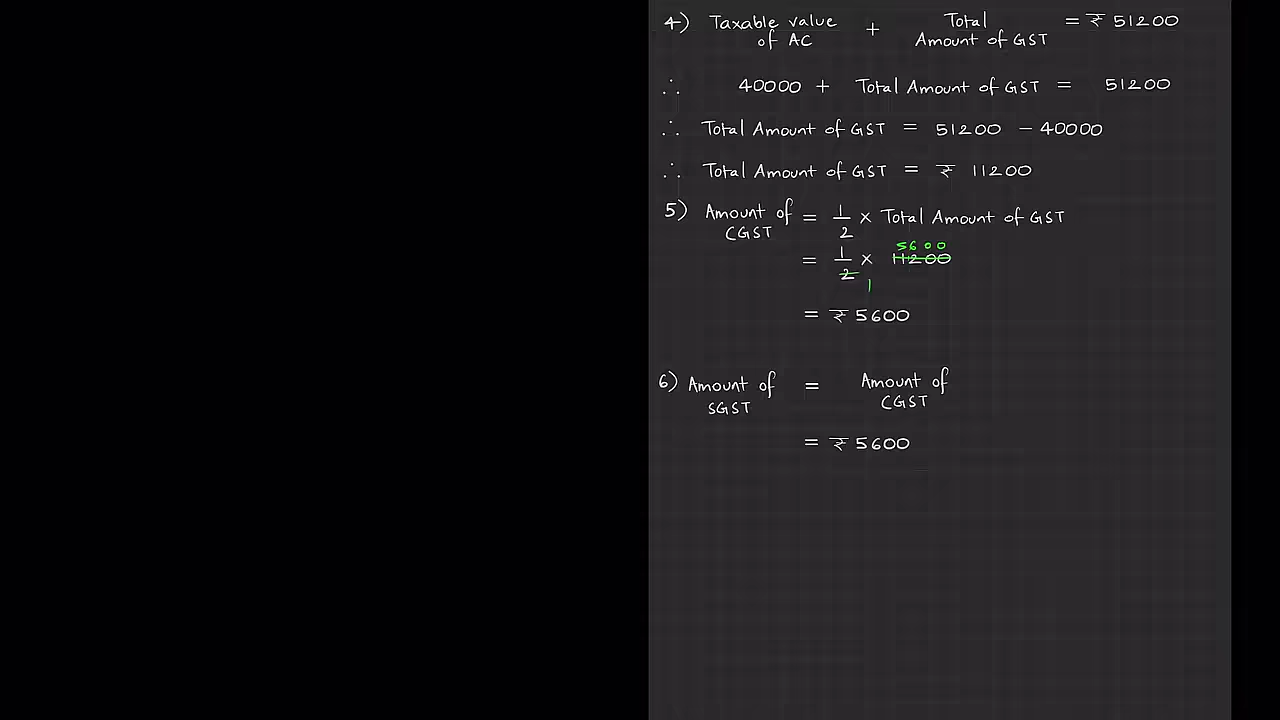 4) Taxable value + Total = ₹ 51200
of AC Amount of GST
∴ 40000 + Total Amount of GST = 51200
∴ Total Amount of GST = 51200 - 40000
∴ Total Amount of GST = ₹ 11200
5) Amount of = 1/2 × Total Amount of GST
CGST
5600
= 1/2 × 11200
1
= ₹ 5600
6) Amount of = Amount of
SGST CGST
= ₹ 5600